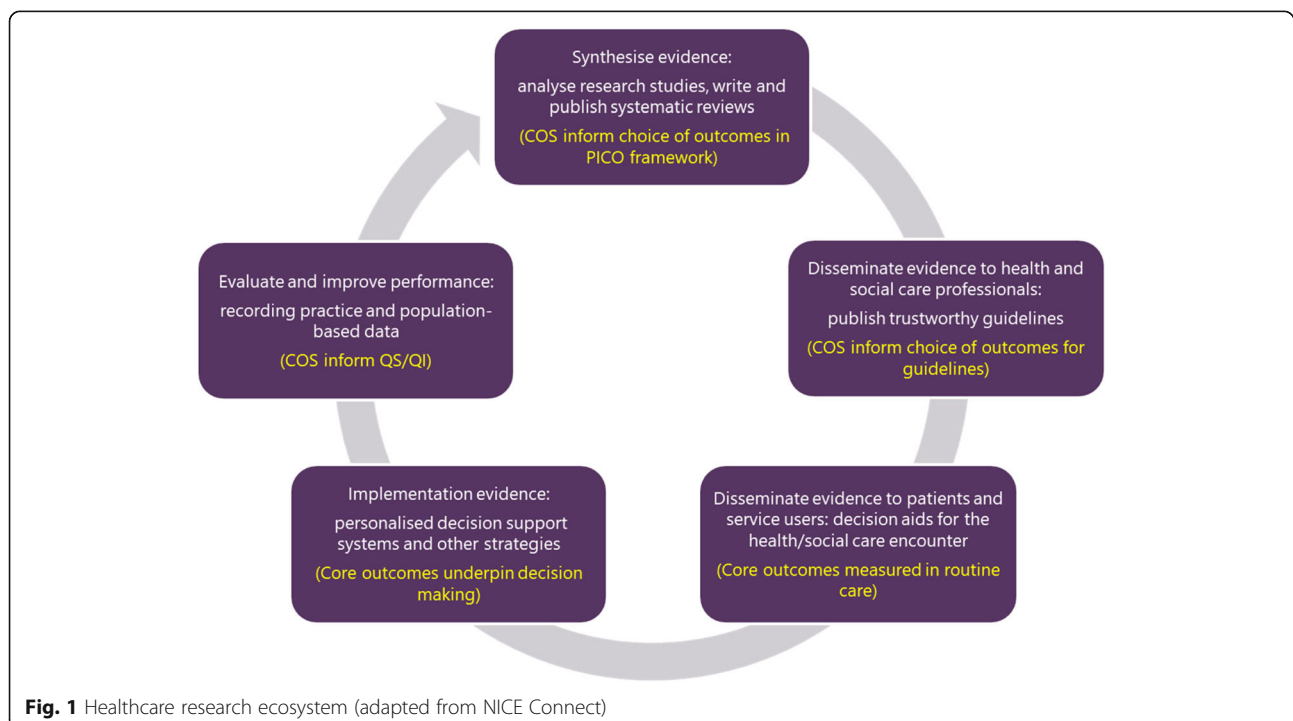 Synthesise evidence:
analyse research studies, write and
publish systematic reviews
(COS inform choice of outcomes in
PICO framework)
Disseminate evidence to health and
social care professionals:
publish trustworthy guidelines
(COS inform choice of outcomes for
guidelines)
Disseminate evidence to patients and
service users: decision aids for the
health/social care encounter
(Core outcomes measured in routine
care)
Implementation evidence:
personalised decision support
systems and other strategies
(Core outcomes underpin decision
making)
Evaluate and improve performance:
recording practice and population-
based data
(COS inform QS/QI)
Fig. 1 Healthcare research ecosystem (adapted from NICE Connect)